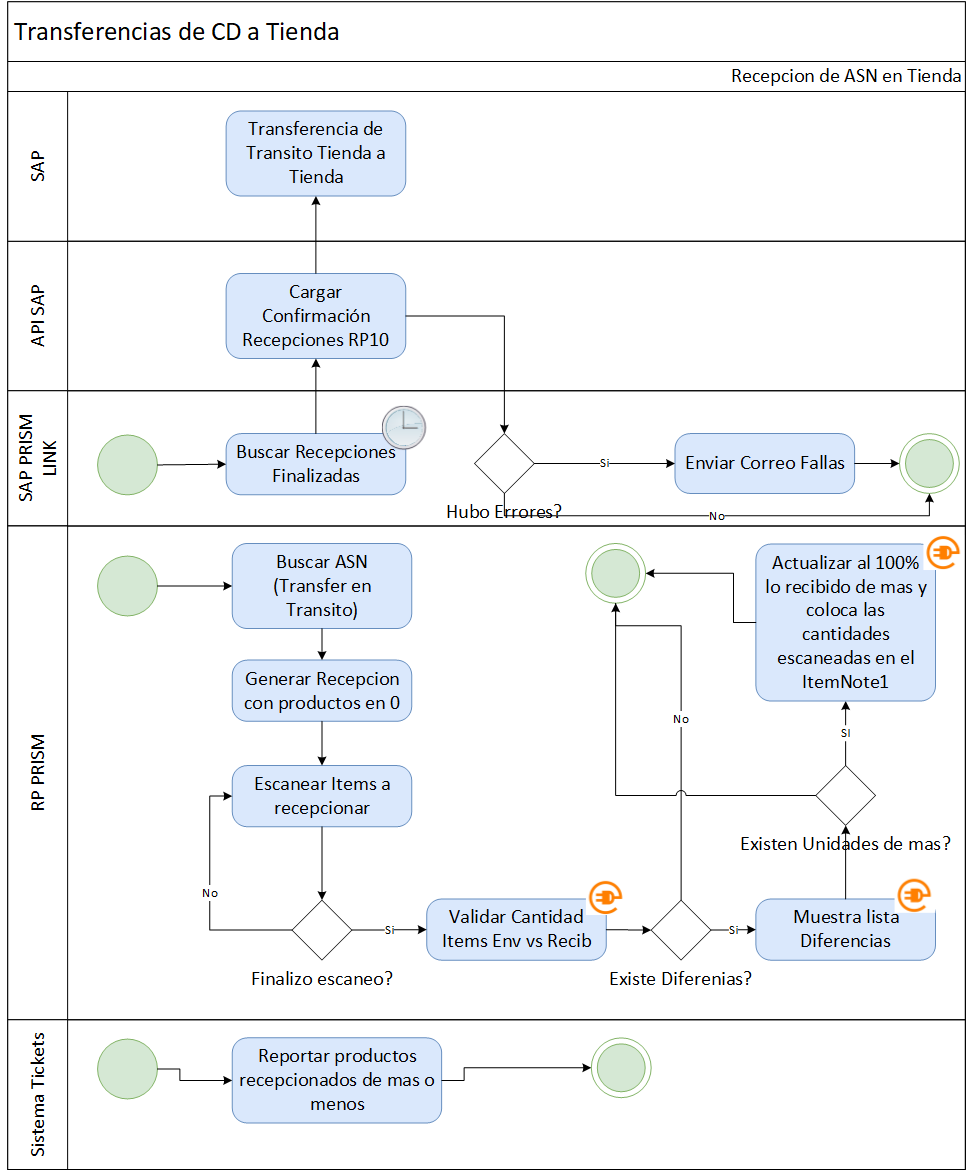 Transferencias de CD a Tienda
Recepcion de ASN en Tienda
SAP
Transferencia de
Transito Tienda a
Tienda
API SAP
Cargar
Confirmación
Recepciones RP10
SAP PRISM
LINK
Buscar Recepciones
Finalizadas
Hubo Errores?
Si
No
Enviar Correo Fallas
RP PRISM
Buscar ASN
(Transfer en
Transito)
Generar Recepcion
con productos en 0
Escanear Items a
recepcionar
No
Finalizo escaneo?
Si
Validar Cantidad
Items Env vs Recib
Existe Diferenias?
No
Si
Muestra lista
Diferencias
Existen Unidades de mas?
SI
Actualizar al 100%
lo recibido de mas y
coloca las
cantidades
escaneadas en el
ItemNote1
Sistema Tickets
Reportar productos
recepcionados de mas o
menos